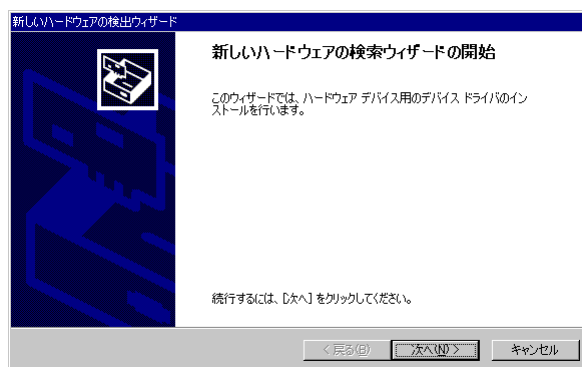 新しいハードウェアの検出ウィザード
新しいハードウェアの検索ウィザードの開始
このウィザードでは、ハードウェア デバイス用のデバイス ドライバのイン
ストールを行います。
続行するには、[次へ] をクリックしてください。
< 戻る(B) 次へ(N) > キャンセル